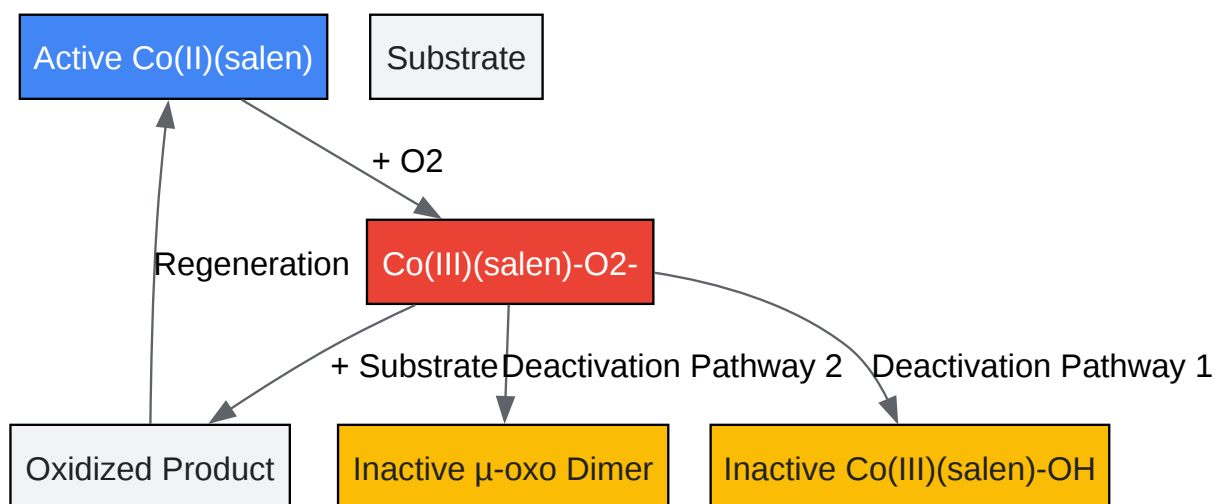 Active Co(II)(salen)
Substrate
+ O2
Regeneration
Co(III)(salen)-O2-
+ Substrate
Deactivation Pathway 2
Deactivation Pathway 1
Oxidized Product
Inactive µ-oxo Dimer
Inactive Co(III)(salen)-OH